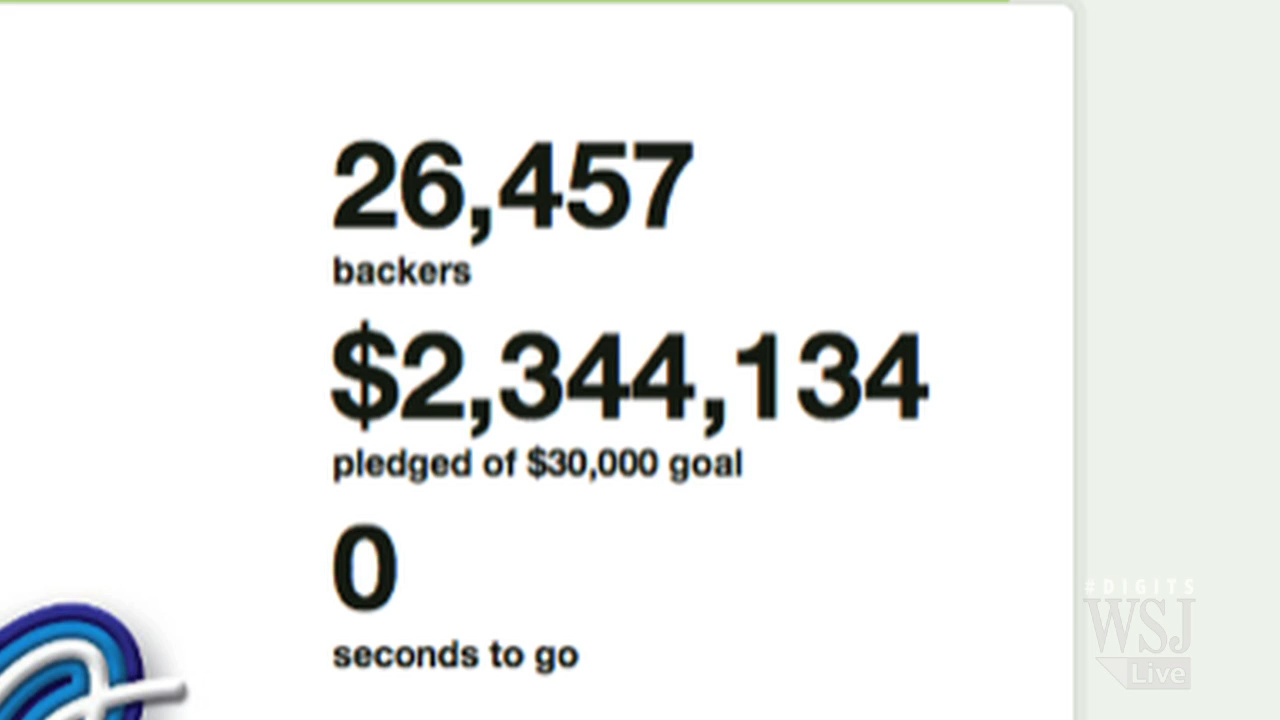 26,457
backers
$2,344,134
pledged of $30,000 goal
0
seconds to go
#DIGITS
WSJ
Live